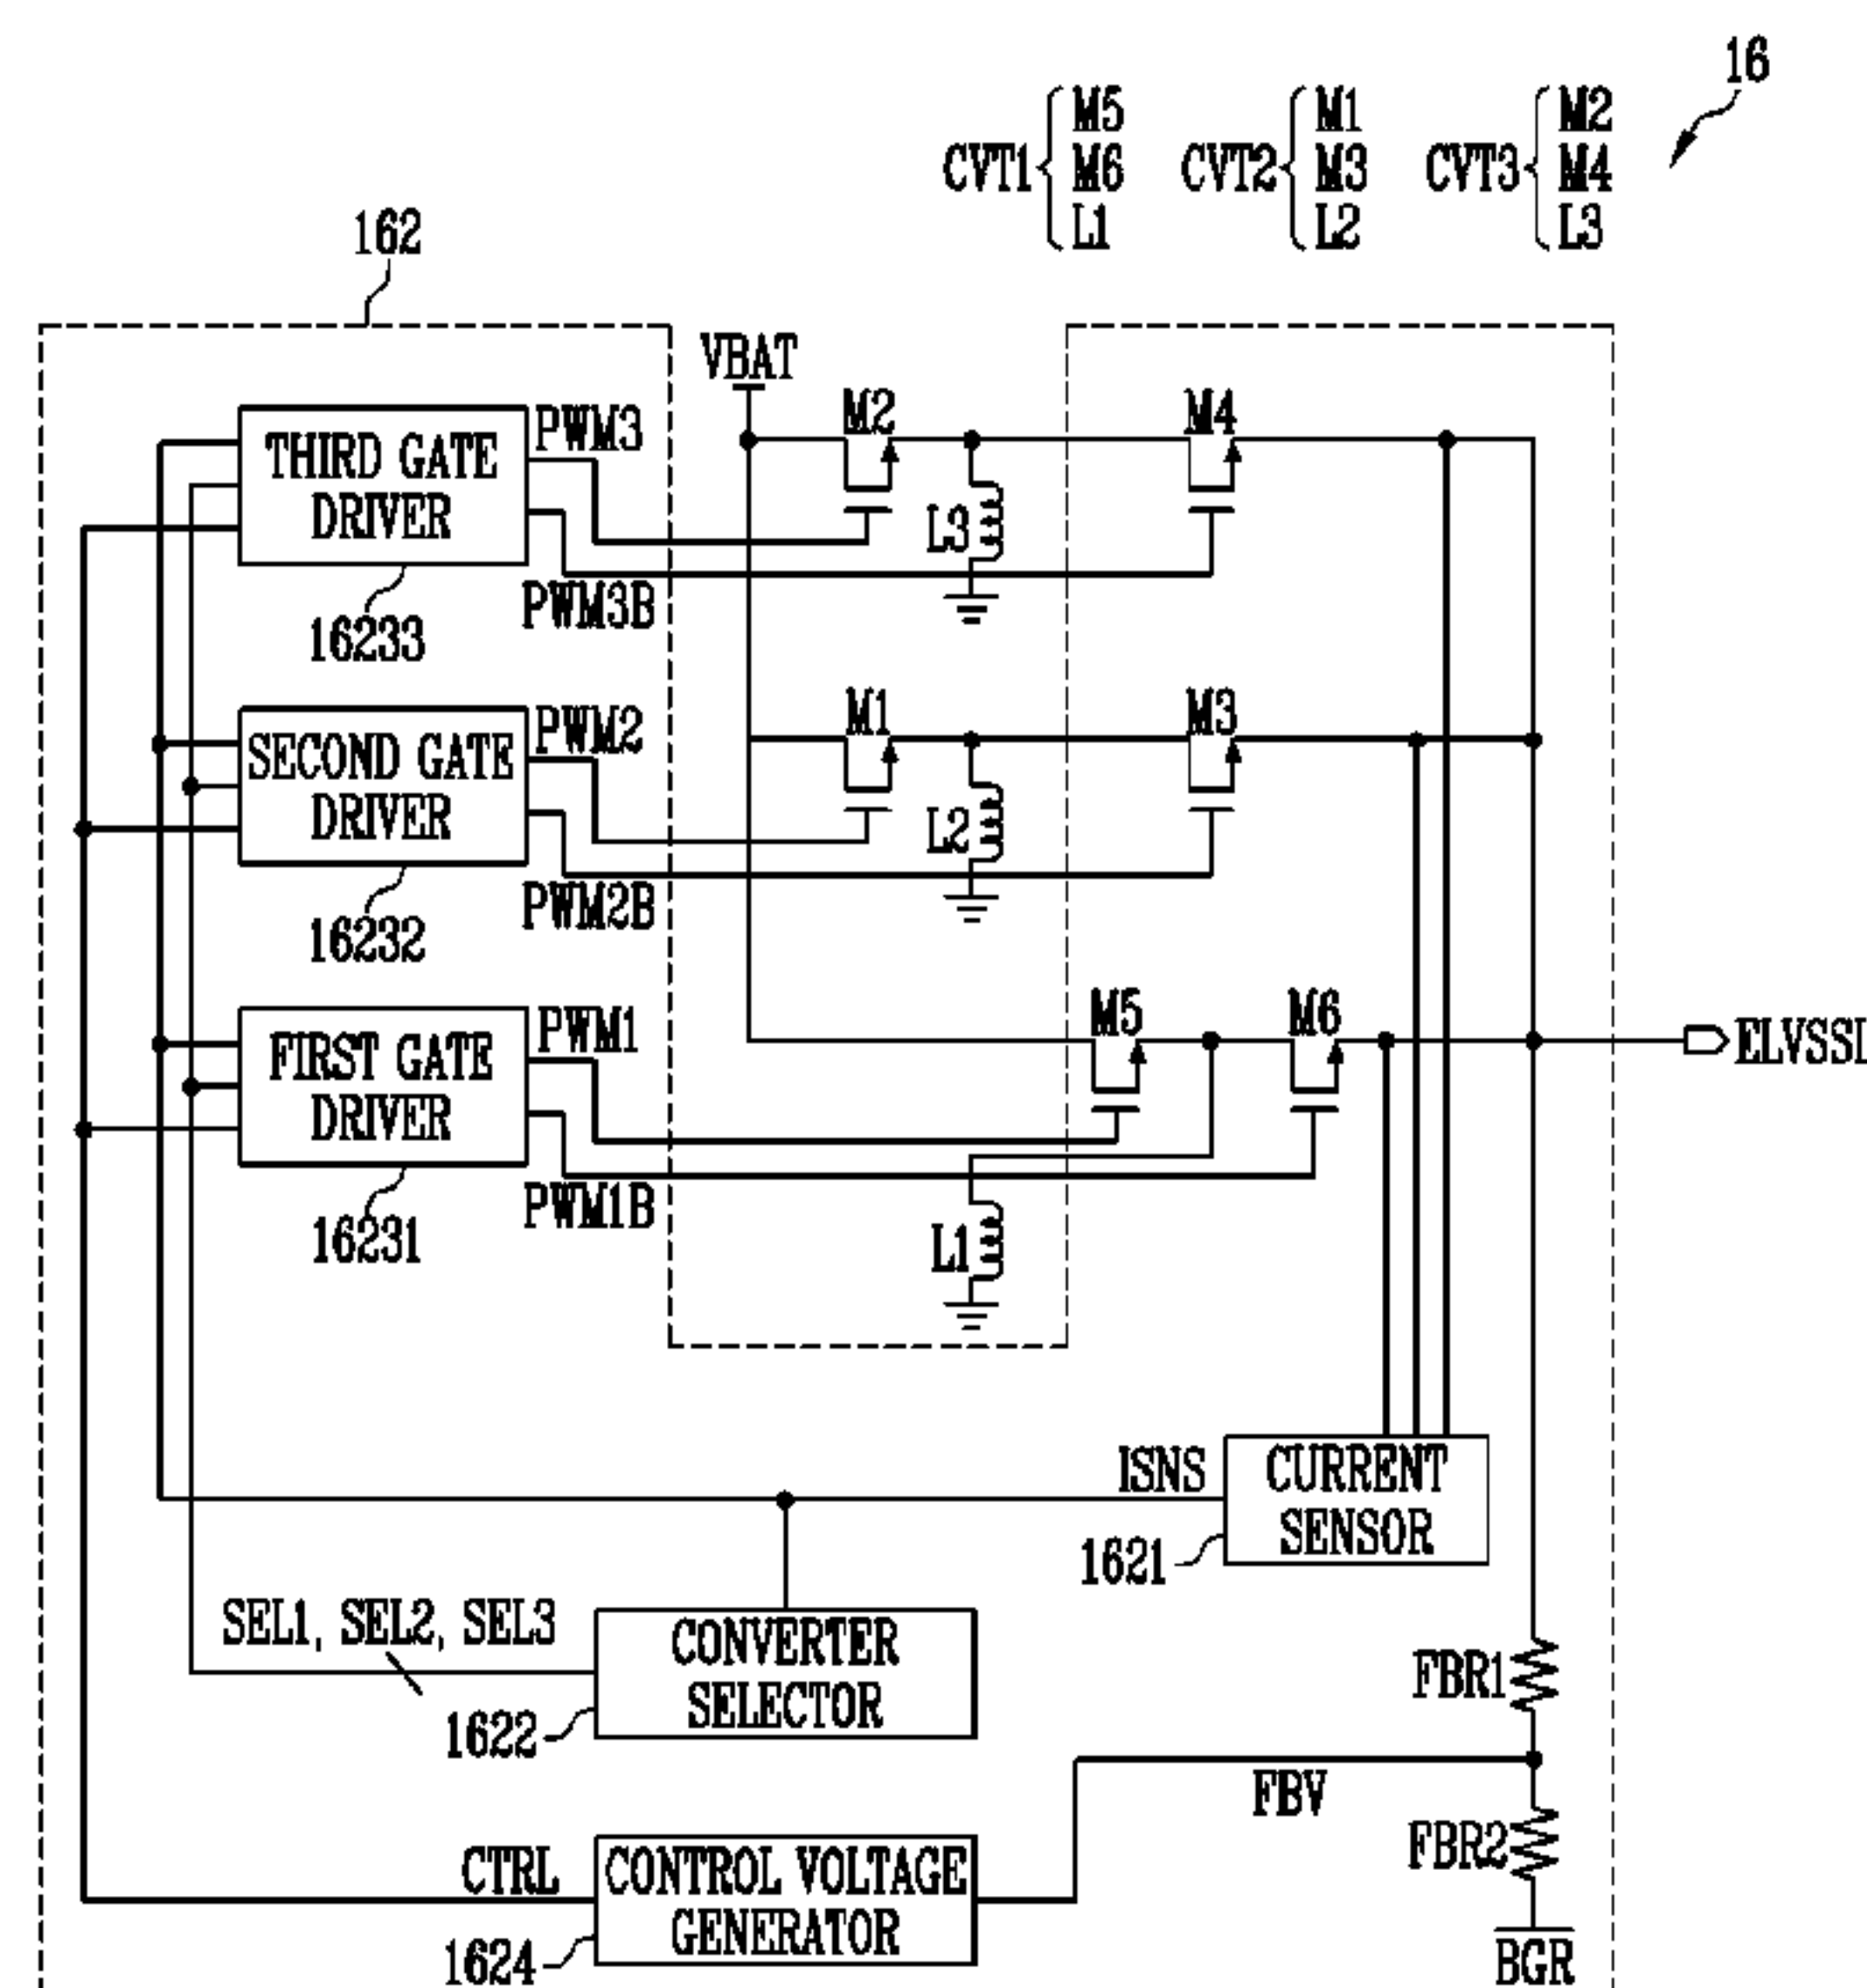 16
CVT1 { M5 M6 L1
CVT2 { M1 M3 L2
CVT3 { M2 M4 L3
162
VBAT
M2
M4
THIRD GATE
DRIVER
PWM3
L3
PWM3B
16233
M1
M3
SECOND GATE
DRIVER
PWM2
L2
PWM2B
16232
M5
M6
ELVSSL
FIRST GATE
DRIVER
PWM1
PWM1B
16231
L1
ISNS
CURRENT
SENSOR
1621
SEL1, SEL2, SEL3
CONVERTER
SELECTOR
1622
FBR1
FBV
FBR2
CTRL
CONTROL VOLTAGE
GENERATOR
1624
BGR